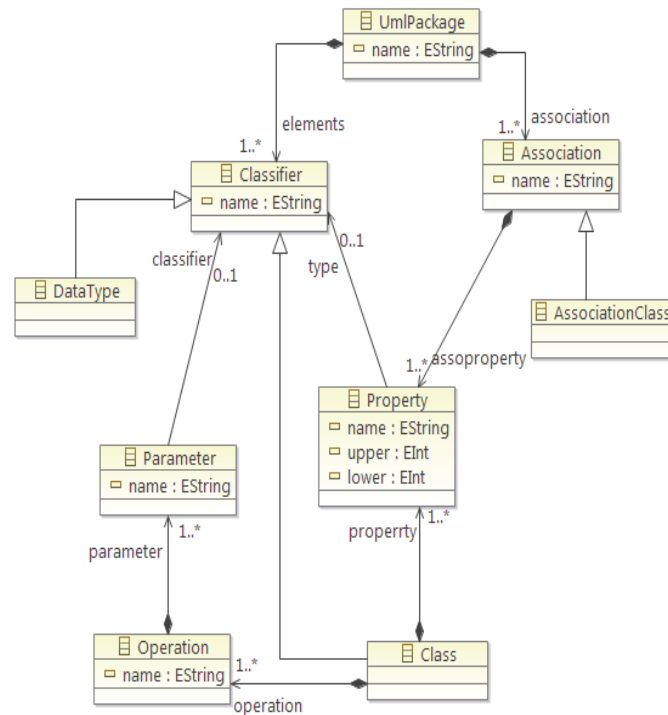 UmlPackage
name : EString
elements
1..*
association
1..*
Classifier
name : EString
Association
name : EString
classifier
0..1
0..1
type
DataType
AssociationClass
assoproperty
1..*
Property
name : EString
upper : EInt
lower : EInt
Parameter
name : EString
1..*
parameter
1..*
properrty
Operation
name : EString
1..*
operation
Class